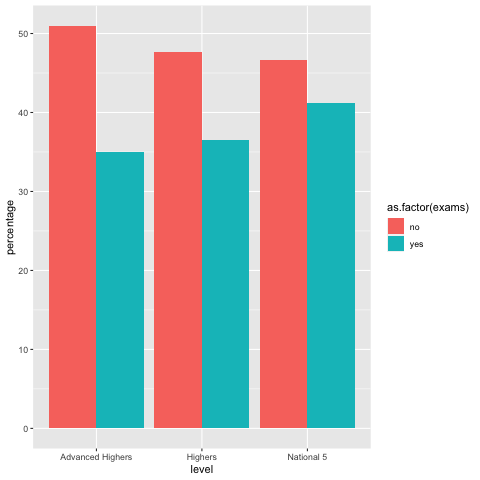 50
40
30
20
10
0
percentage
Advanced Highers
Highers
National 5
level
as.factor(exams)
no
yes